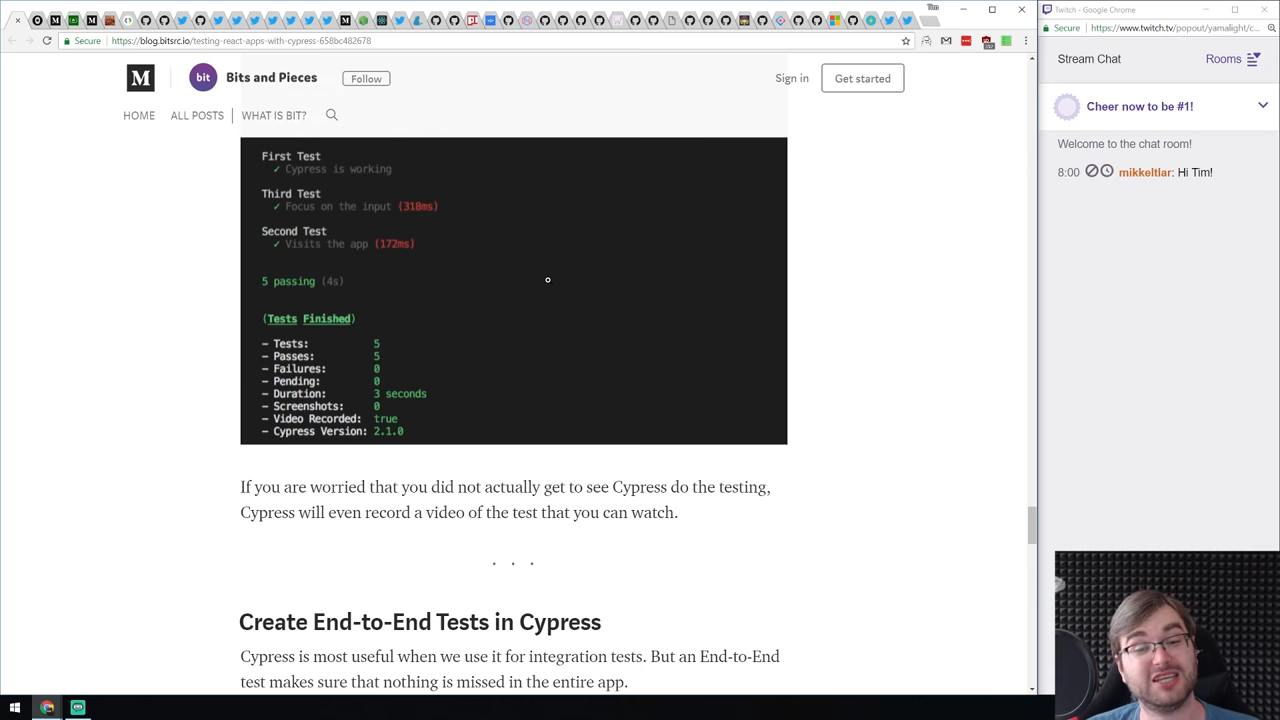 Tim
Secure
https://blog.bitsrc.io/testing-react-apps-with-cypress-658bc482678
M
bit
Bits and Pieces
Follow
Sign in
Get started
HOME
ALL POSTS
WHAT IS BIT?
First Test
✓ Cypress is working
Third Test
✓ Focus on the input (318ms)
Second Test
✓ Visits the app (172ms)
5 passing (4s)
(Tests Finished)
- Tests: 5
- Passes: 5
- Failures: 0
- Pending: 0
- Duration: 3 seconds
- Screenshots: 0
- Video Recorded: true
- Cypress Version: 2.1.0
If you are worried that you did not actually get to see Cypress do the testing,
Cypress will even record a video of the test that you can watch.
. . .
Create End-to-End Tests in Cypress
Cypress is most useful when we use it for integration tests. But an End-to-End
test makes sure that nothing is missed in the entire app.
Twitch - Google Chrome
Secure
https://www.twitch.tv/popout/yamalight/c...
Stream Chat
Rooms
Cheer now to be #1!
Welcome to the chat room!
8:00 mikkeltlar: Hi Tim!